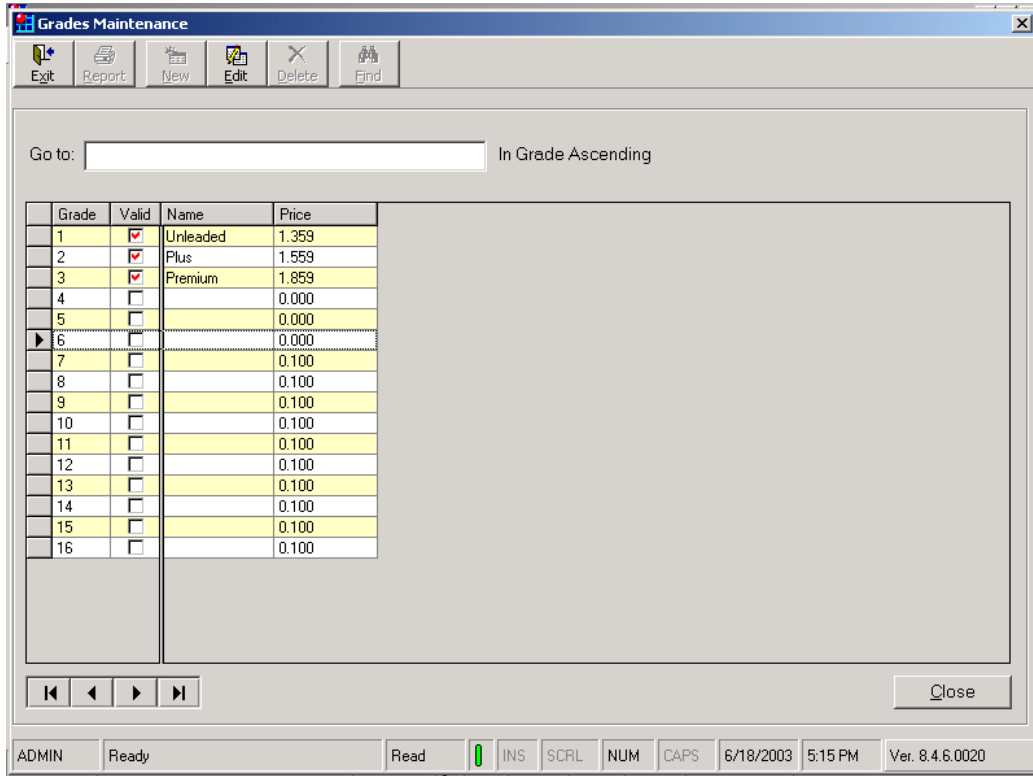 Grades Maintenance
Exit Report New Edit Delete Find
Go to: In Grade Ascending
Grade Valid Name Price
1 Unleaded 1.359
2 Plus 1.559
3 Premium 1.859
4 0.000
5 0.000
6 0.000
7 0.100
8 0.100
9 0.100
10 0.100
11 0.100
12 0.100
13 0.100
14 0.100
15 0.100
16 0.100
Close
ADMIN Ready Read INS SCRL NUM CAPS 6/18/2003 5:15 PM Ver. 8.4.6.0020